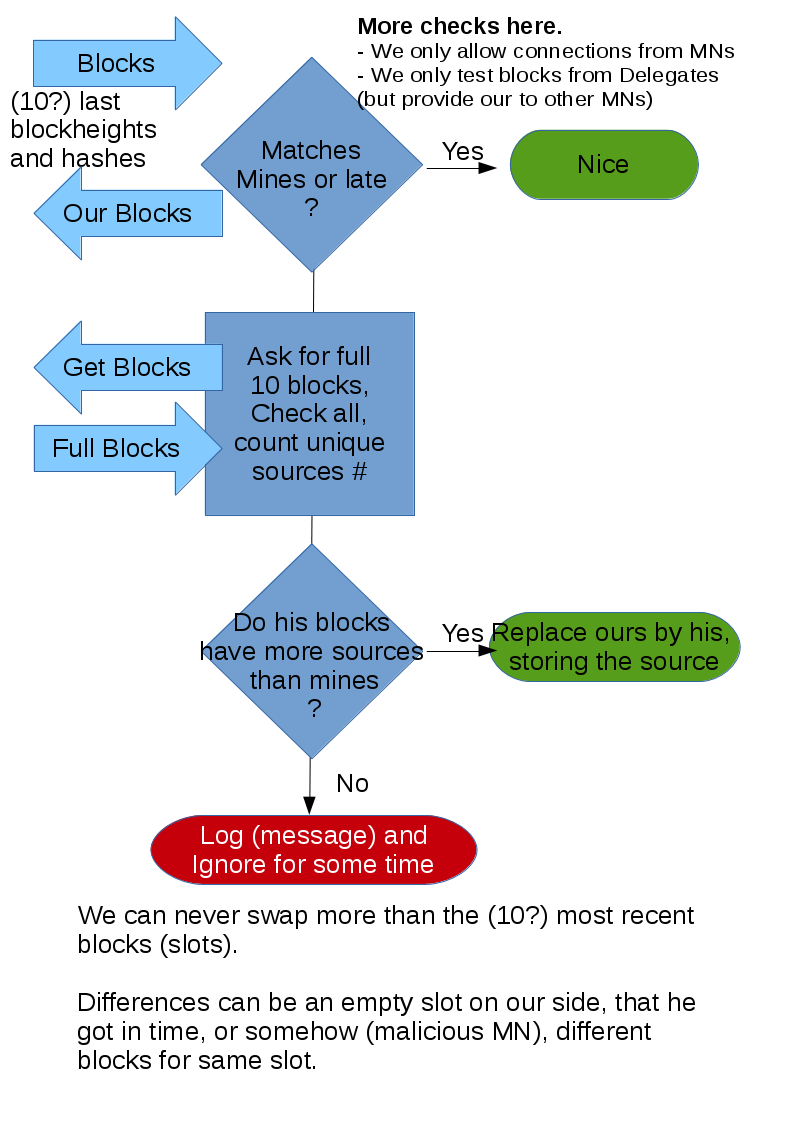 More checks here.
- We only allow connections from MNs
- We only test blocks from Delegates
(but provide our to other MNs)
Blocks
(10?) last
blockheights
and hashes
Our Blocks
Matches
Mines or late
?
Yes
Nice
Get Blocks
Full Blocks
Ask for full
10 blocks,
Check all,
count unique
sources #
Do his blocks
have more sources
than mines
?
Yes
Replace ours by his,
storing the source
No
Log (message) and
Ignore for some time
We can never swap more than the (10?) most recent
blocks (slots).
Differences can be an empty slot on our side, that he
got in time, or somehow (malicious MN), different
blocks for same slot.